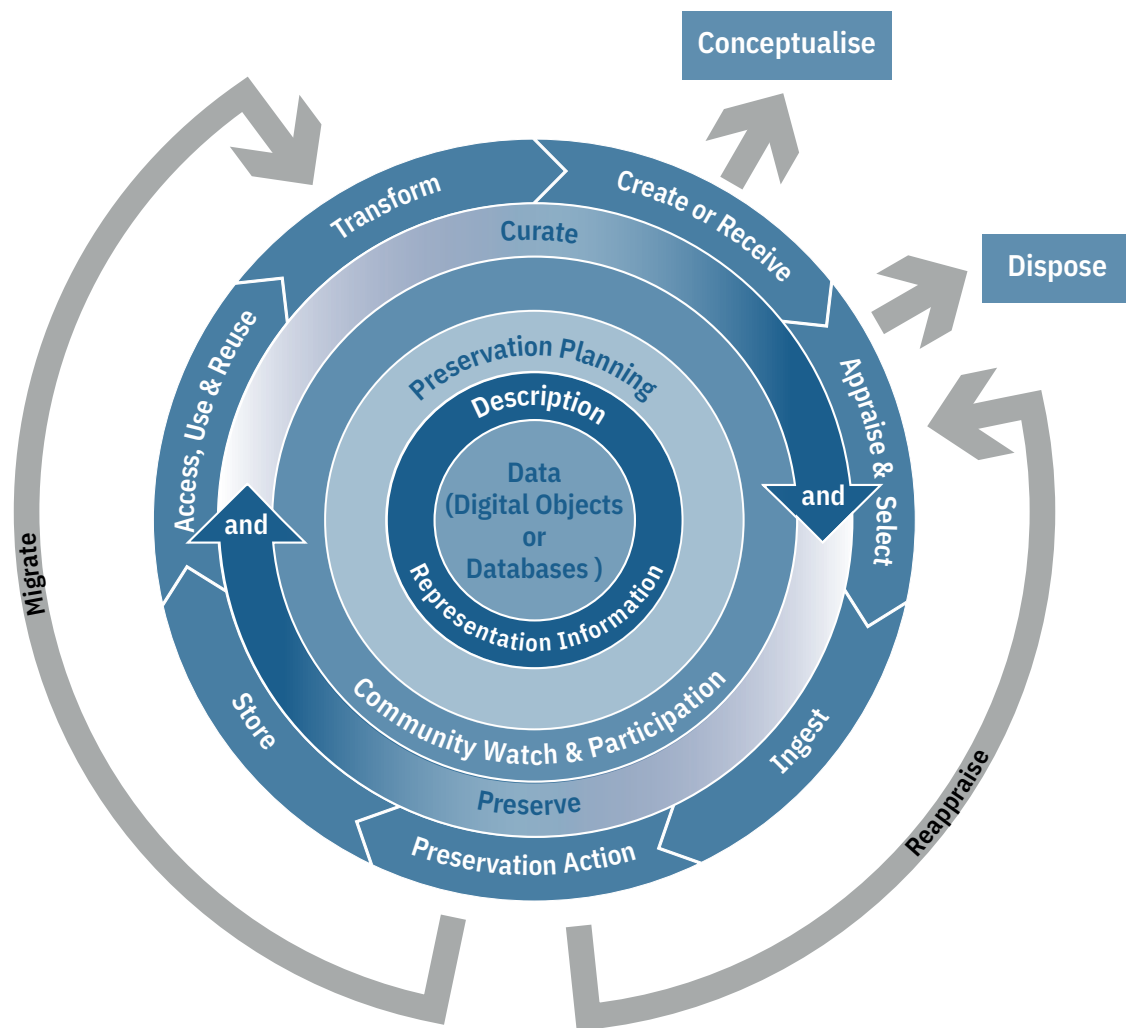 Conceptualise
Dispose
Transform
Create or Receive
Appraise & Select
Ingest
Preservation Action
Store
Access, Use & Reuse
Curate
and
Preserve
and
Preservation Planning
Community Watch & Participation
Description
Representation Information
Data
(Digital Objects
or
Databases )
Migrate
Reappraise